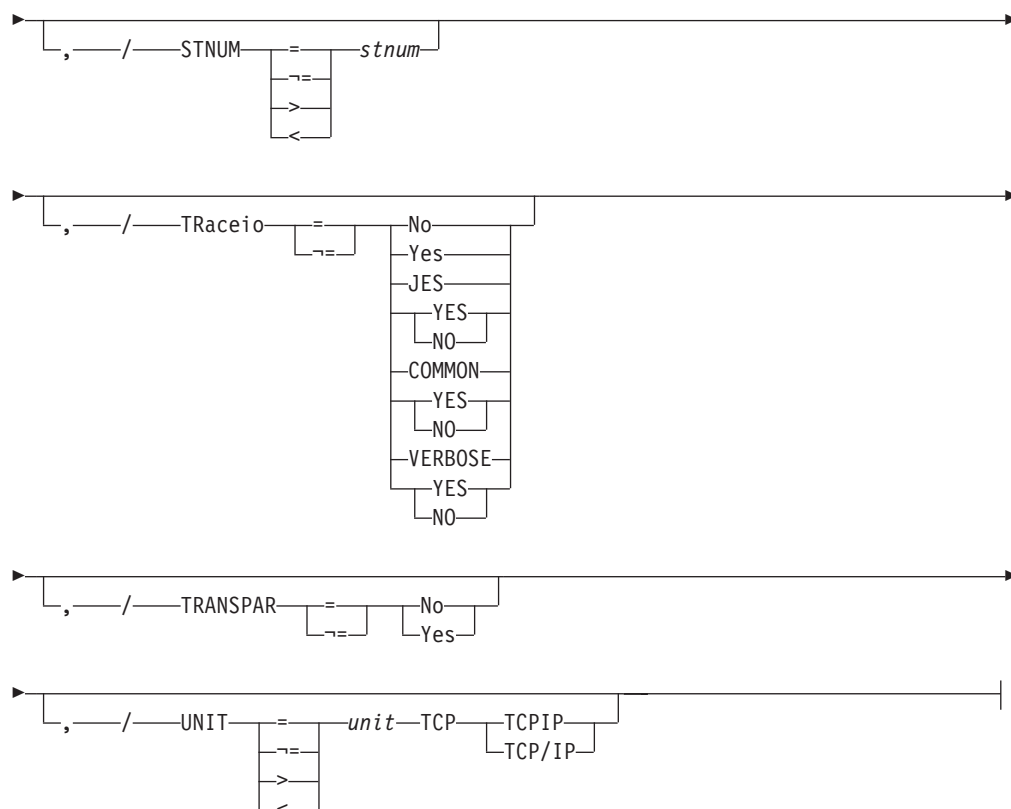 , / STNUM = stnum
¬=
>
<
, / TRaceio = No
¬= Yes
JES
YES
NO
COMMON
YES
NO
VERBOSE
YES
NO
, / TRANSPAR = No
¬= Yes
, / UNIT = unit TCP TCPIP
¬= TCP/IP
>
<